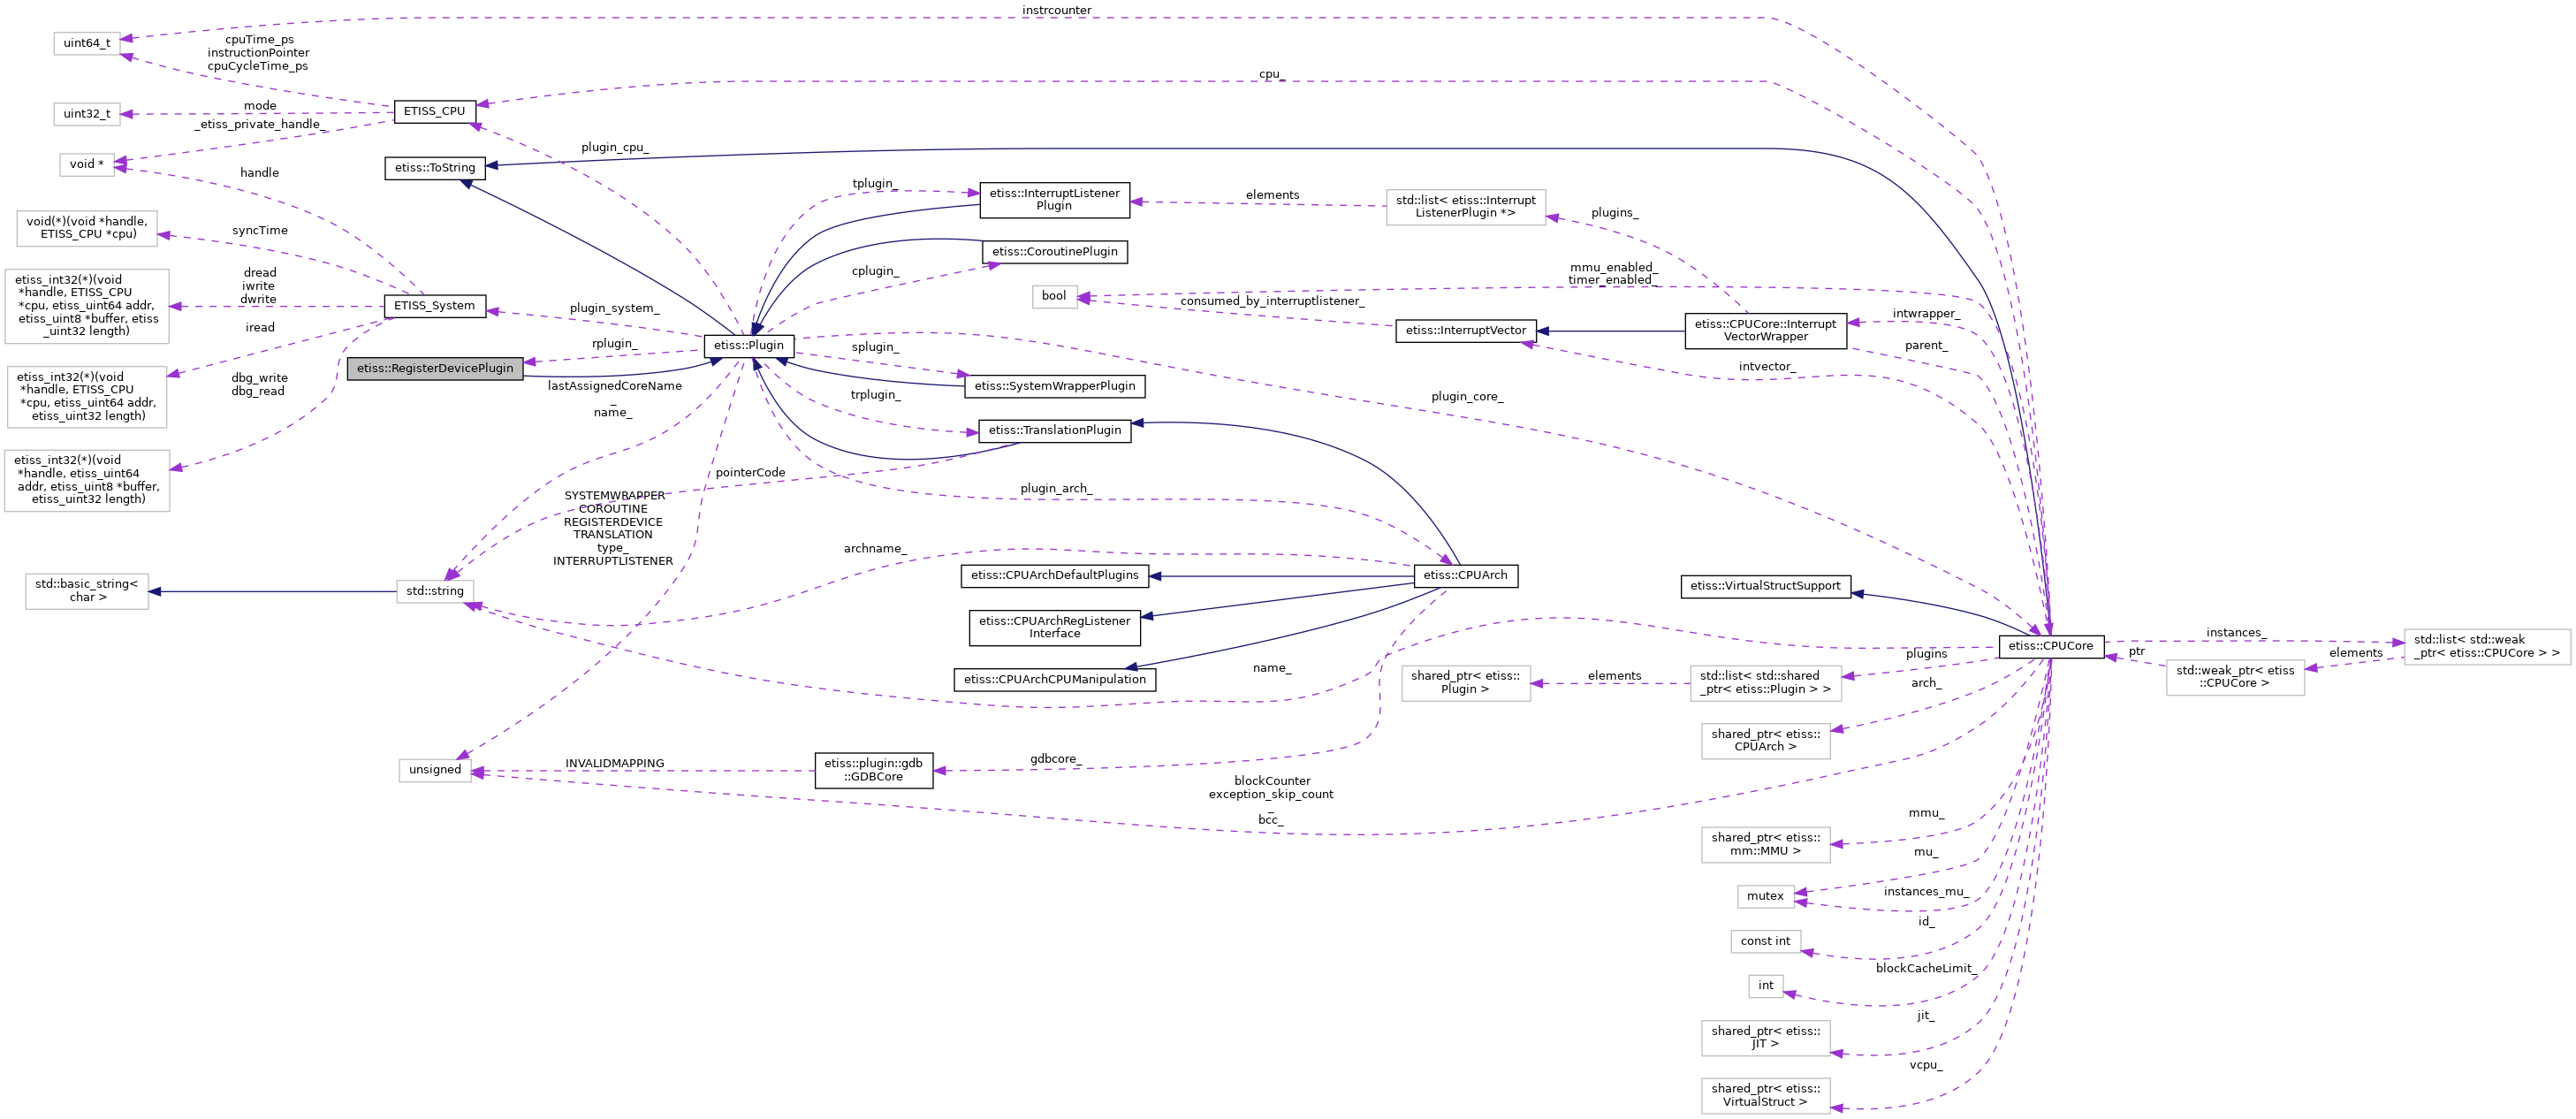 instrcounter
uint64_t
cpuTime_ps
instructionPointer
cpuCycleTime_ps
cpu_
uint32_t
mode
ETISS_CPU
_etiss_private_handle_
void *
handle
etiss::ToString
plugin_cpu_
void(*)(void *handle,
ETISS_CPU *cpu)
syncTime
etiss_int32(*)(void
*handle, ETISS_CPU
*cpu, etiss_uint64 addr,
etiss_uint8 *buffer, etiss
_uint32 length)
dread
iwrite
dwrite
ETISS_System
iread
etiss_int32(*)(void
*handle, ETISS_CPU
*cpu, etiss_uint64 addr,
etiss_uint32 length)
dbg_write
dbg_read
etiss_int32(*)(void
*handle, etiss_uint64
addr, etiss_uint8 *buffer,
etiss_uint32 length)
etiss::RegisterDevicePlugin
plugin_system_
rplugin_
etiss::Plugin
lastAssignedCoreName
_
name_
tplugin_
etiss::InterruptListener
Plugin
elements
std::list< etiss::Interrupt
ListenerPlugin *>
plugins_
cplugin_
etiss::CoroutinePlugin
bool
mmu_enabled_
timer_enabled_
consumed_by_interruptlistener_
etiss::InterruptVector
etiss::CPUCore::Interrupt
VectorWrapper
intwrapper_
parent_
intvector_
splugin_
etiss::SystemWrapperPlugin
trplugin_
etiss::TranslationPlugin
plugin_core_
pointerCode
plugin_arch_
SYSTEMWRAPPER
COROUTINE
REGISTERDEVICE
TRANSLATION
type_
INTERRUPTLISTENER
archname_
std::basic_string<
char >
std::string
etiss::CPUArchDefaultPlugins
etiss::CPUArch
etiss::CPUArchRegListener
Interface
etiss::CPUArchCPUManipulation
name_
etiss::VirtualStructSupport
etiss::CPUCore
instances_
std::list< std::weak
_ptr< etiss::CPUCore > >
ptr
elements
std::weak_ptr< etiss
::CPUCore >
plugins
shared_ptr< etiss::
Plugin >
elements
std::list< std::shared
_ptr< etiss::Plugin > >
arch_
shared_ptr< etiss::
CPUArch >
unsigned
INVALIDMAPPING
etiss::plugin::gdb
::GDBCore
gdbcore_
blockCounter
exception_skip_count
_
bcc_
mmu_
shared_ptr< etiss::
mm::MMU >
mu_
mutex
instances_mu_
id_
const int
blockCacheLimit_
int
jit_
shared_ptr< etiss::
JIT >
vcpu_
shared_ptr< etiss::
VirtualStruct >